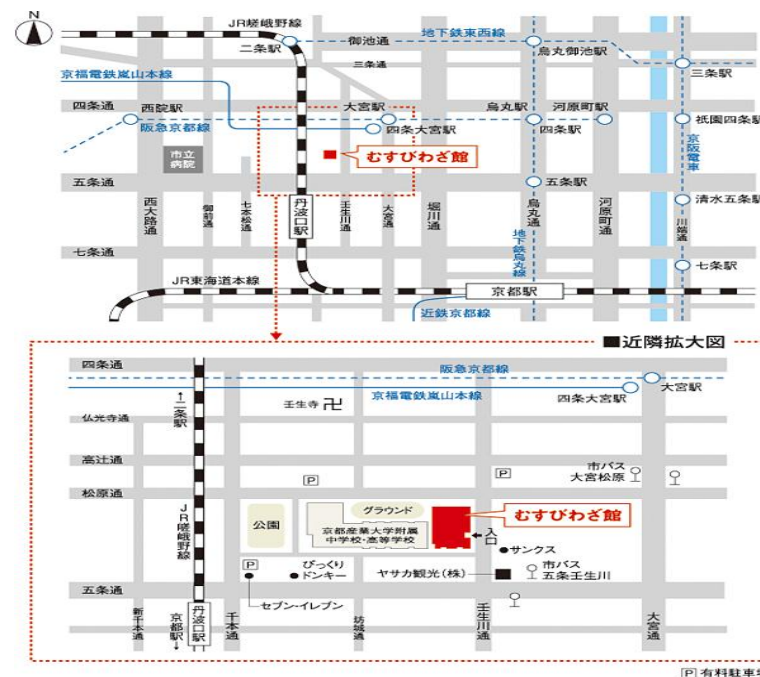 N
JR嵯峨野線
二条駅
御池通
地下鉄東西線
烏丸御池駅
三条通
三条駅
京福電鉄嵐山本線
四条通
西院駅
大宮駅
烏丸駅
河原町駅
阪急京都線
四条大宮駅
四条駅
祇園四条駅
市立
病院
むすびわざ館
京阪電車
五条通
五条駅
清水五条駅
西大路通
御前通
七本松通
丹波口駅
壬生川通
大宮通
堀川通
烏丸通
地下鉄烏丸線
河原町通
川端通
七条通
七条駅
JR東海道本線
京都駅
近鉄京都線
■近隣拡大図
四条通
阪急京都線
京福電鉄嵐山本線
四条大宮駅
大宮駅
←二条駅
壬生寺卍
仏光寺通
高辻通
市バス
大宮松原
P
P
松原通
JR嵯峨野線
公園
グラウンド
京都産業大学附属
中学校・高等学校
むすびわざ館
←入口
サンクス
P
びっくり
ドンキー
ヤサカ観光(株)
市バス
五条壬生川
五条通
セブン-イレブン
新千本通
京都駅→
丹波口駅
千本通
坊城通
壬生川通
大宮通
P 有料駐車場